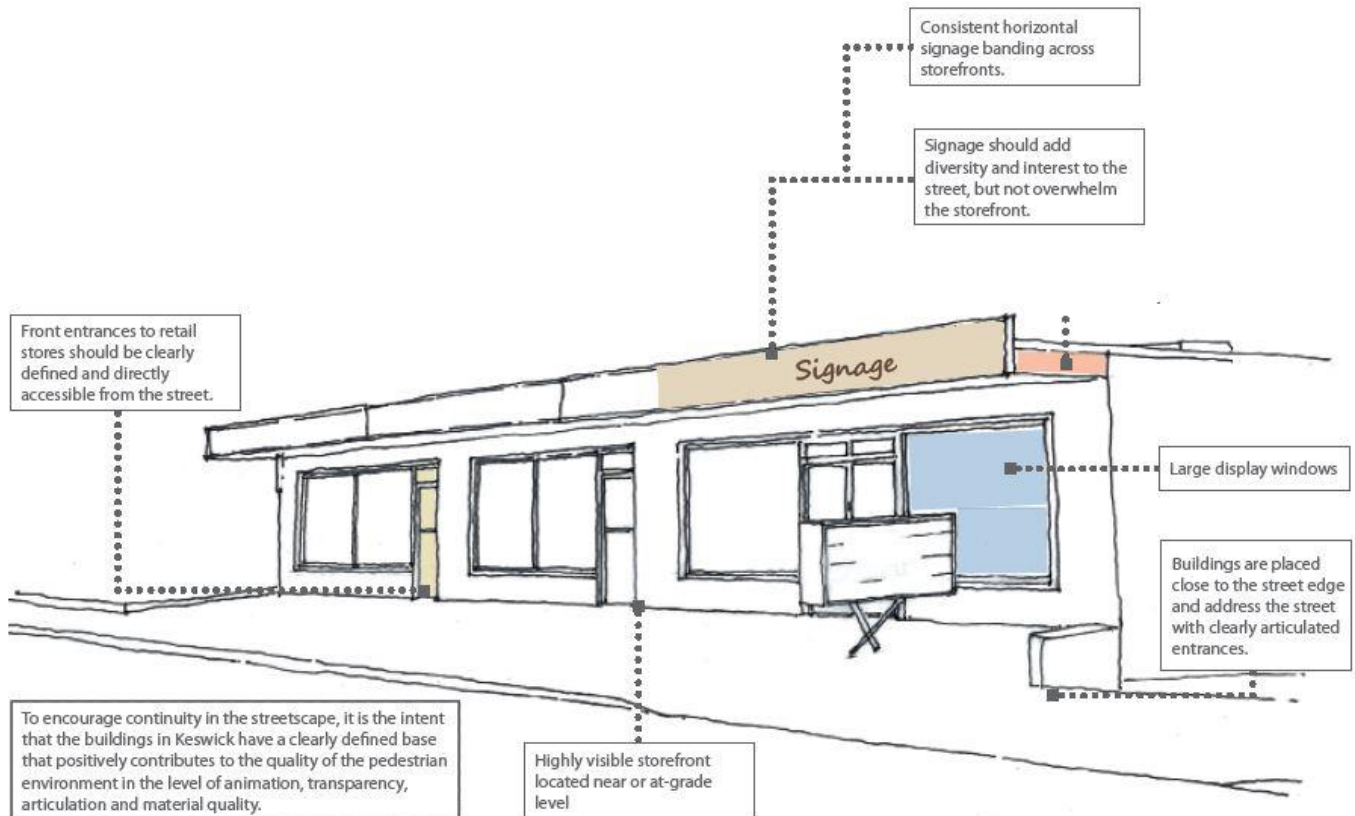 Consistent horizontal
signage banding across
storefronts.
Signage should add
diversity and interest to the
street, but not overwhelm
the storefront.
Front entrances to retail
stores should be clearly
defined and directly
accessible from the street.
Signage
Large display windows
Buildings are placed
close to the street edge
and address the street
with clearly articulated
entrances.
To encourage continuity in the streetscape, it is the intent
that the buildings in Keswick have a clearly defined base
that positively contributes to the quality of the pedestrian
environment in the level of animation, transparency,
articulation and material quality.
Highly visible storefront
located near or at-grade
level